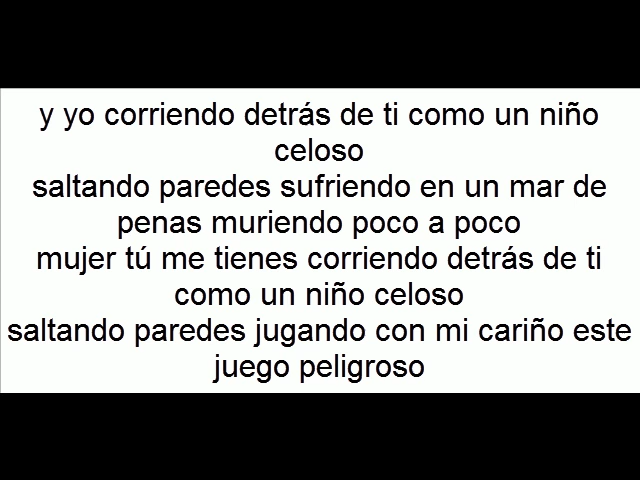 y yo corriendo detrás de ti como un niño
celoso
saltando paredes sufriendo en un mar de
penas muriendo poco a poco
mujer tú me tienes corriendo detrás de ti
como un niño celoso
saltando paredes jugando con mi cariño este
juego peligroso